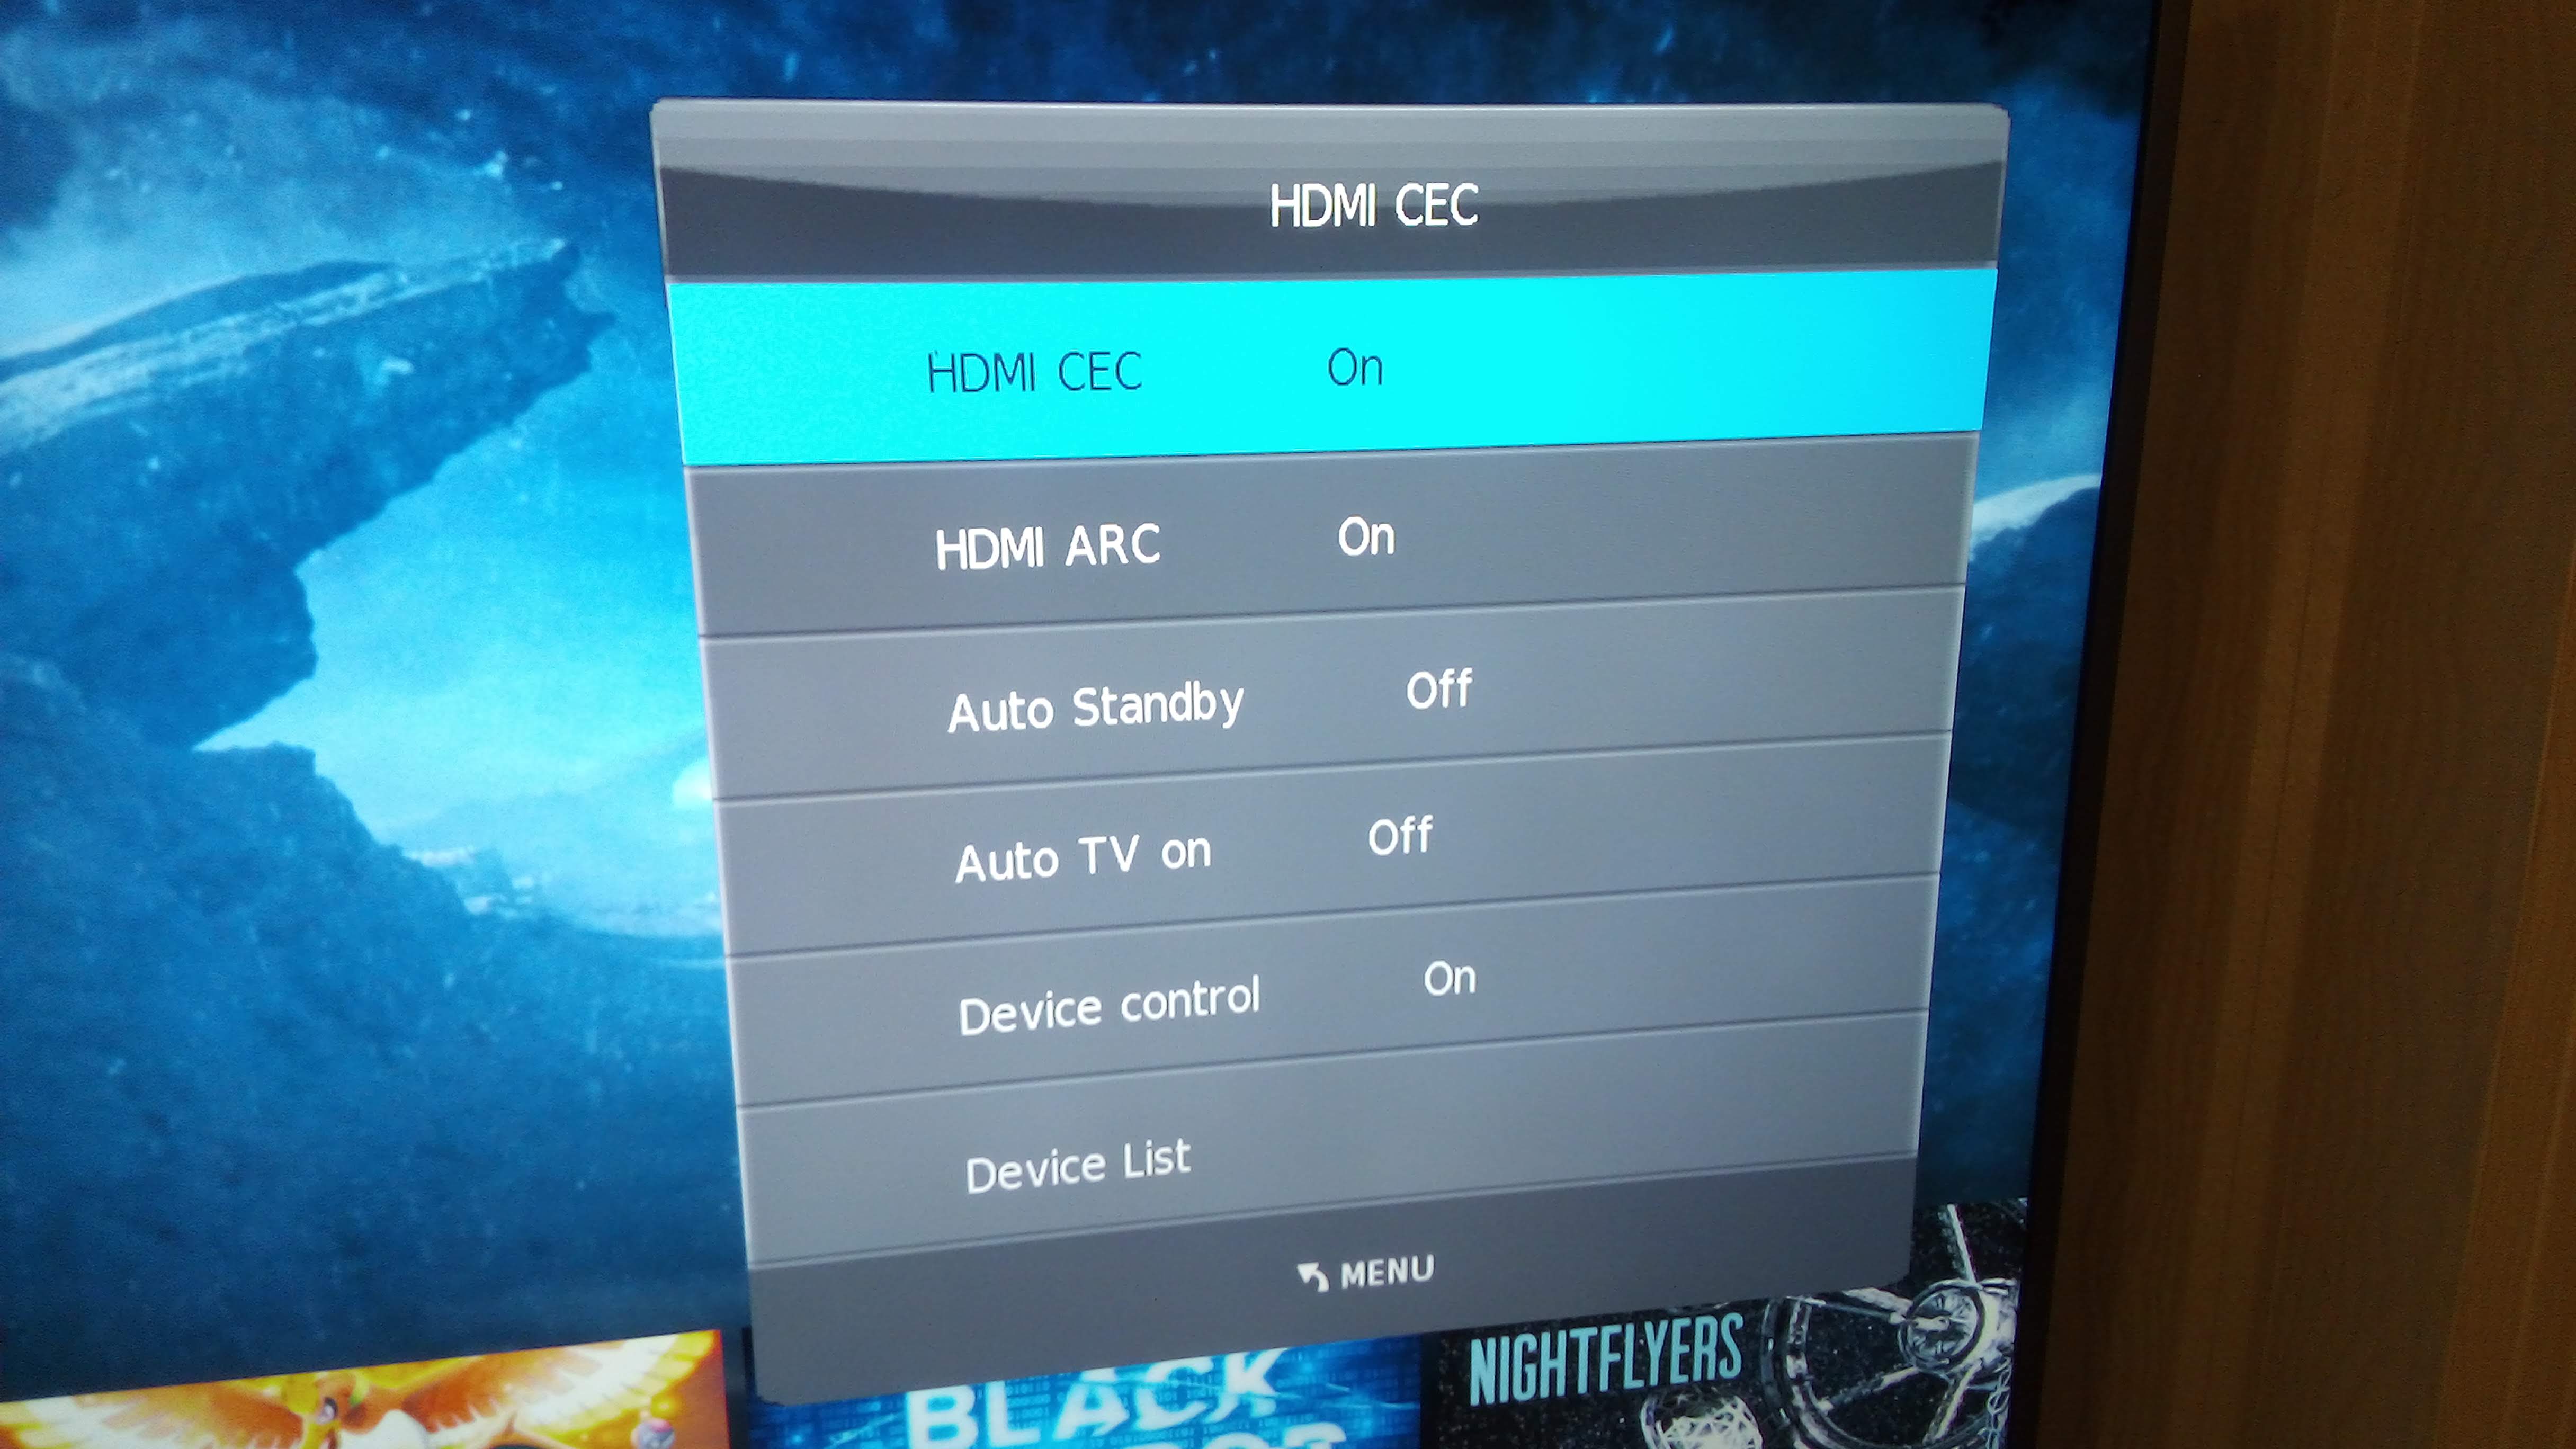 HDMI CEC
HDMI CEC On
HDMI ARC On
Auto Standby Off
Auto TV on Off
Device control On
Device List
MENU
NIGHTFLYERS
BLACK